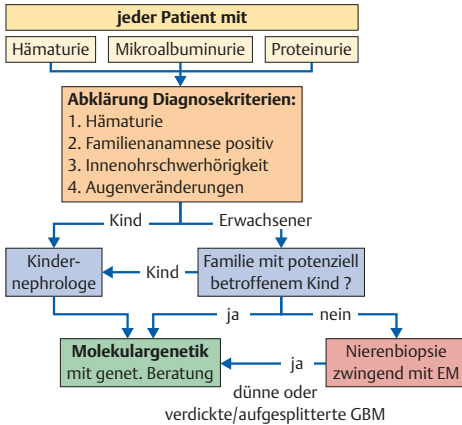 jeder Patient mit
Hämaturie
Mikroalbuminurie
Proteinurie
Abklärung Diagnosekriterien:
1. Hämaturie
2. Familienanamnese positiv
3. Innenohrschwerhörigkeit
4. Augenveränderungen
Kind
Erwachsener
Kinder-
nephrologe
Kind
Familie mit potenziell
betroffenem Kind ?
ja
nein
Molekulargenetik
mit genet. Beratung
ja
Nierenbiopsie
zwingend mit EM
dünne oder
verdickte/aufgesplitterte GBM